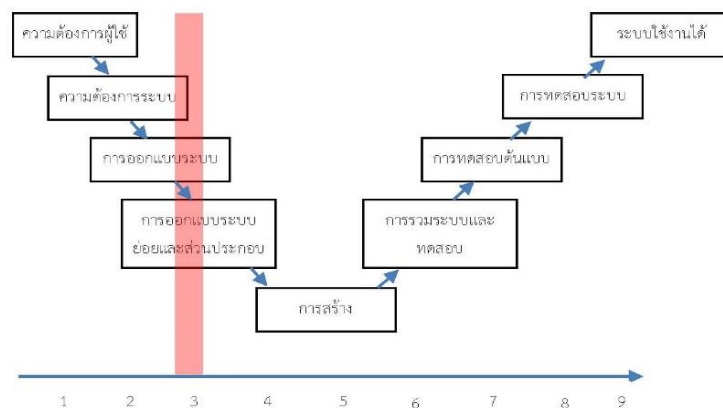 ความต้องการผู้ใช้
ระบบใช้งานได้
ความต้องการระบบ
การทดสอบระบบ
การออกแบบระบบ
การทดสอบต้นแบบ
การออกแบบระบบ
ย่อยและส่วนประกอบ
การรวมระบบและ
ทดสอบ
การสร้าง
1 2 3 4 5 6 7 8 9